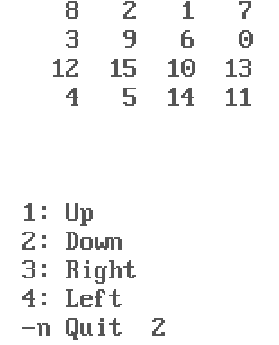 8 2 1 7
3 9 6 0
12 15 10 13
4 5 14 11
1: Up
2: Down
3: Right
4: Left
-n Quit 2